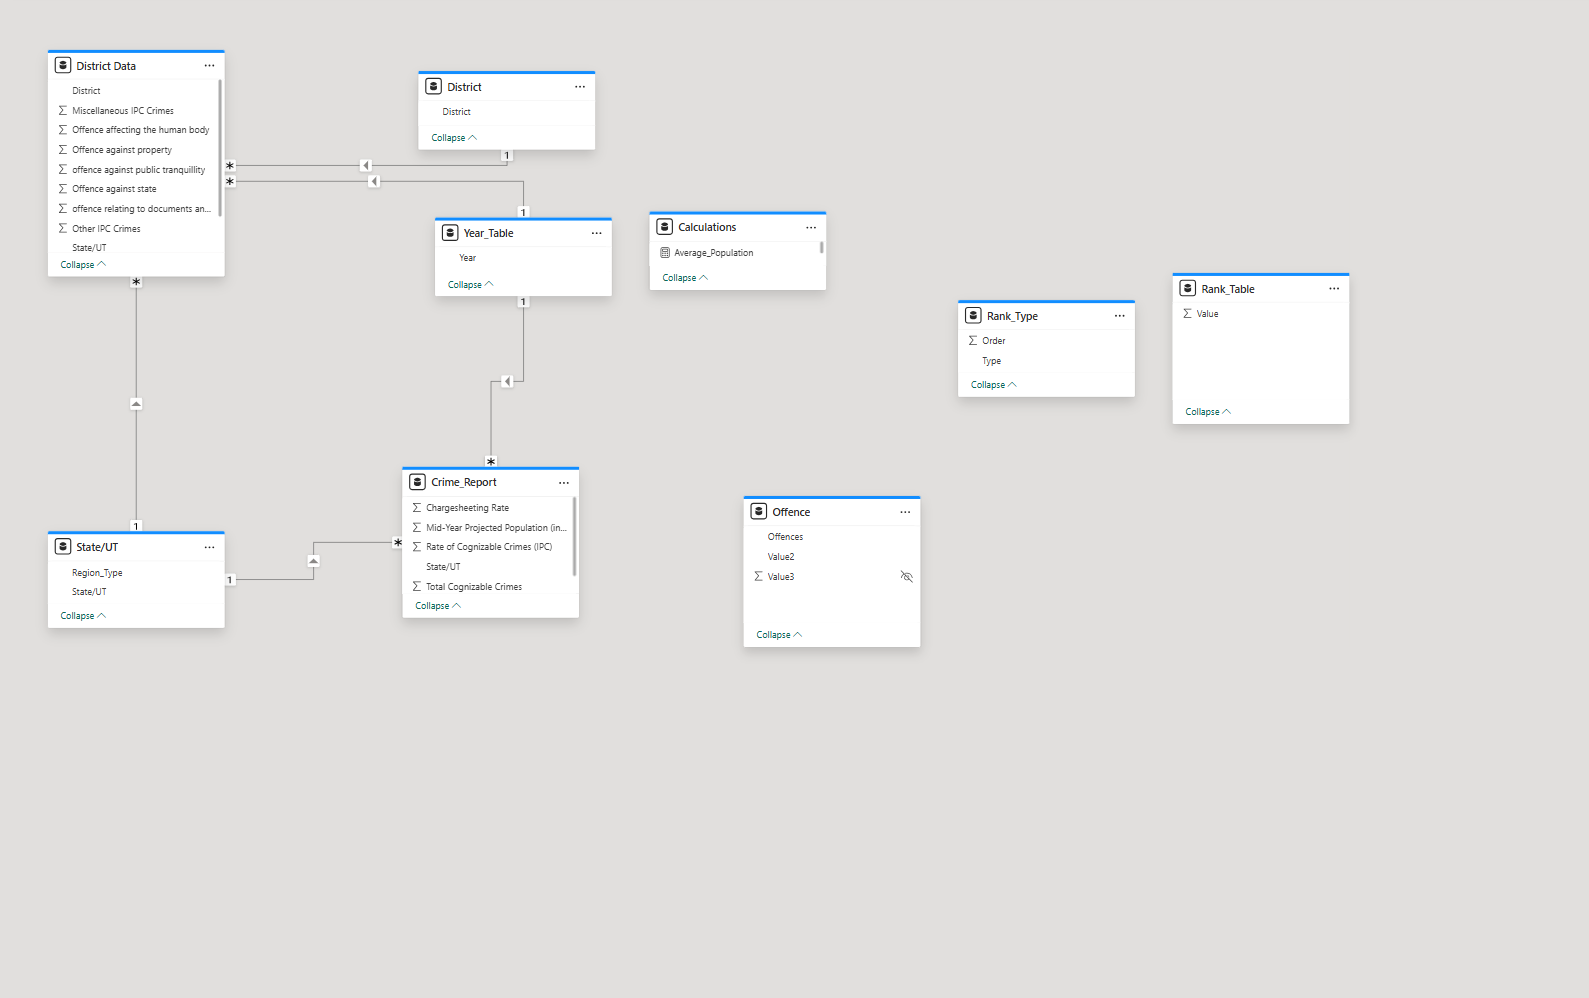 District Data
District
Miscellaneous IPC Crimes
Offence affecting the human body
Offence against property
offence against public tranquillity
Offence against state
offence relating to documents an...
Other IPC Crimes
State/UT
Collapse
District
District
Collapse
1
*
*
1
Year_Table
Year
Collapse
1
Calculations
Average_Population
Collapse
Rank_Type
Order
Type
Collapse
Rank_Table
Value
Collapse
*
1
State/UT
Region_Type
State/UT
Collapse
1
*
*
Crime_Report
Chargesheeting Rate
Mid-Year Projected Population (in...
Rate of Cognizable Crimes (IPC)
State/UT
Total Cognizable Crimes
Collapse
Offence
Offences
Value2
Value3
Collapse